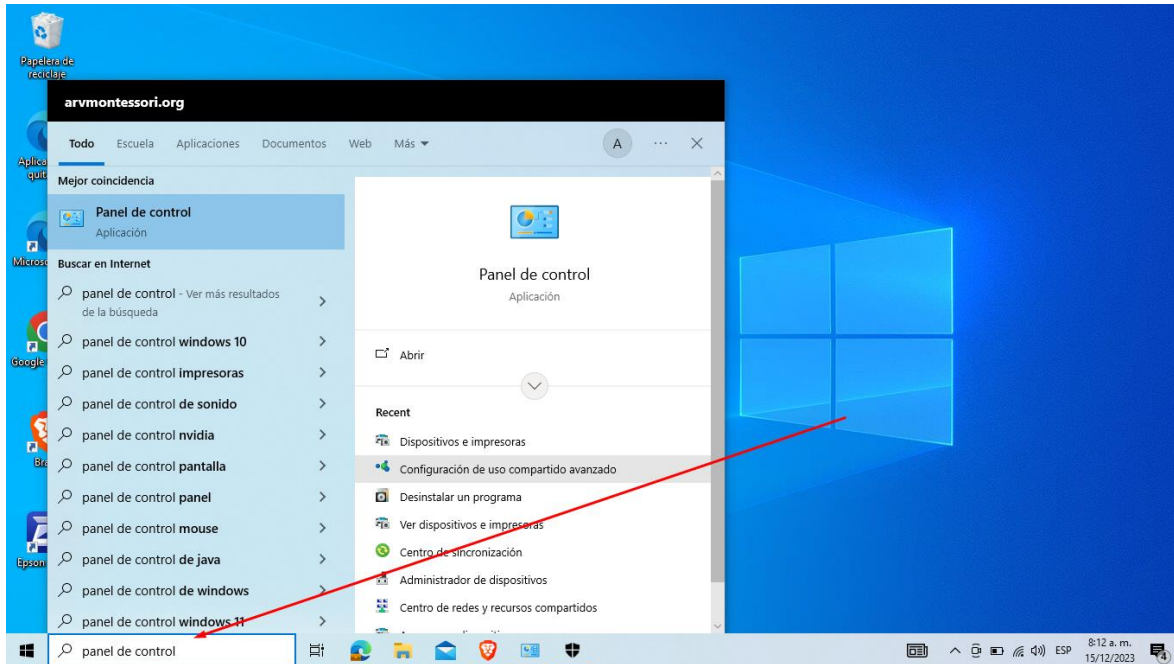 Papelera de
reciclaje
arvmontessori.org
Todo Escuela Aplicaciones Documentos Web Más
A
Mejor coincidencia
Panel de control
Aplicación
Buscar en Internet
panel de control - Ver más resultados
de la búsqueda
panel de control windows 10
panel de control impresoras
panel de control de sonido
panel de control nvidia
panel de control pantalla
panel de control panel
panel de control mouse
panel de control de java
panel de control de windows
panel de control windows 11
Panel de control
Aplicación
Abrir
Recent
Dispositivos e impresoras
Configuración de uso compartido avanzado
Desinstalar un programa
Ver dispositivos e impresoras
Centro de sincronización
Administrador de dispositivos
Centro de redes y recursos compartidos
Aplica
quit
Micros
Google
Epson
panel de control
ESP
8:12 a. m.
15/12/2023
4